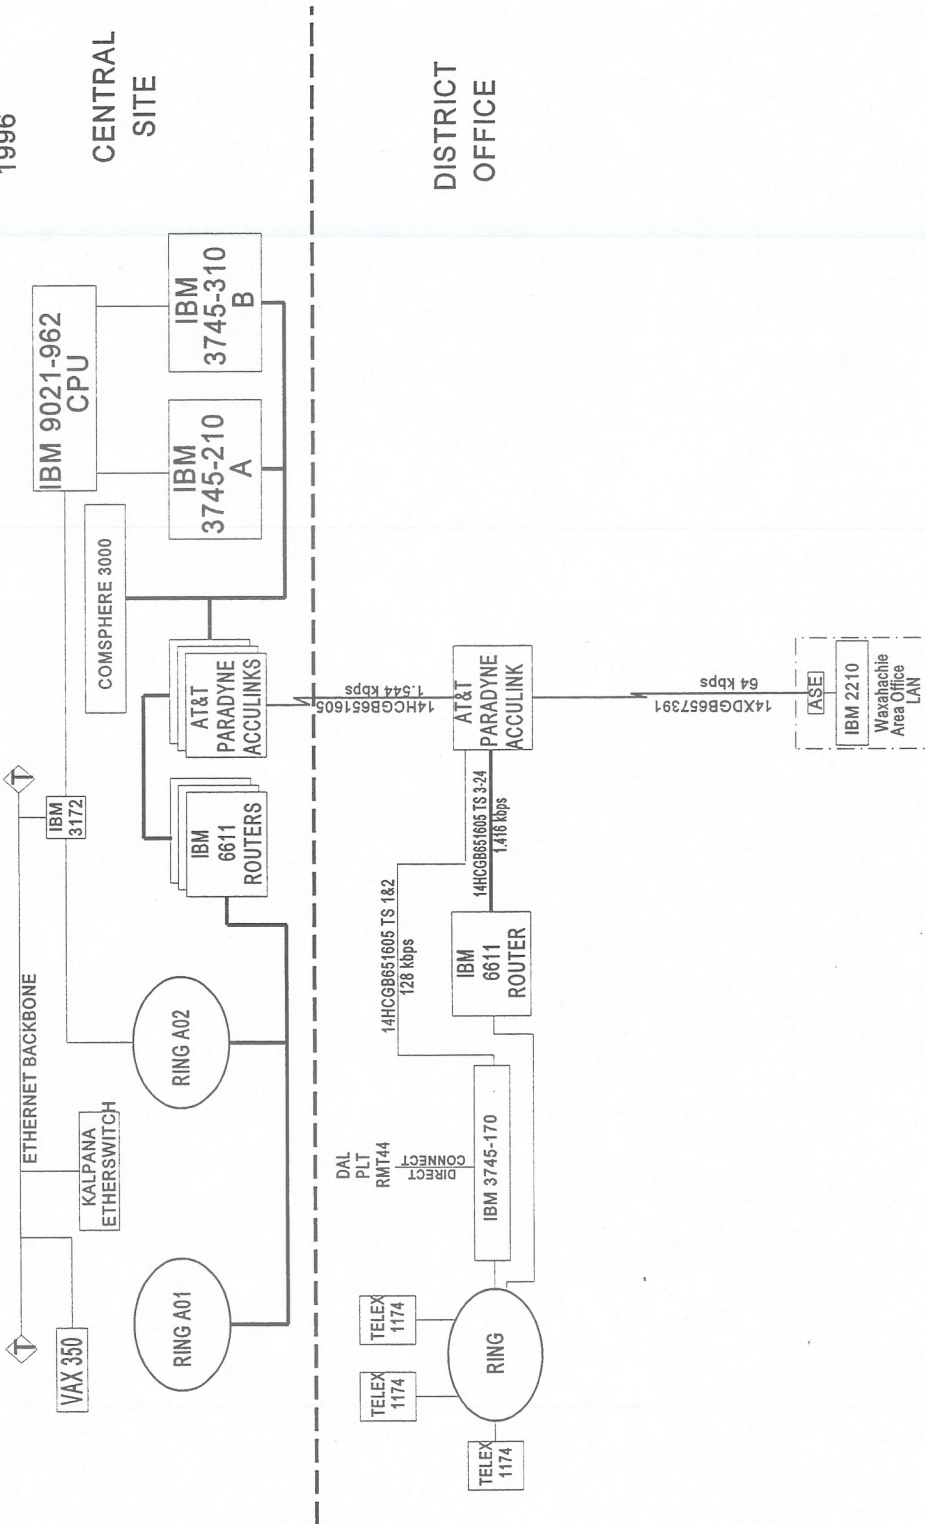 1996
CENTRAL
SITE
ETHERNET BACKBONE
T
T
VAX 350
KALPANA
ETHERSWITCH
IBM
3172
COMSPHERE 3000
IBM 9021-962
CPU
RING A01
RING A02
IBM
6611
ROUTERS
AT&T
PARADYNE
ACCULINKS
IBM
3745-210
A
IBM
3745-310
B
14HCGB651605
1.544 kbps
DISTRICT
OFFICE
TELEX
1174
TELEX
1174
TELEX
1174
RING
DAL
PLT
RMT44
DIRECT
CONNECT
IBM 3745-170
14HCGB651605 TS 1&2
128 kbps
IBM
6611
ROUTER
14HCGB651605 TS 3-24
1.416 kbps
AT&T
PARADYNE
ACCULINK
14XDGB657391
64 kbps
ASE
IBM 2210
Waxahachie
Area Office
LAN